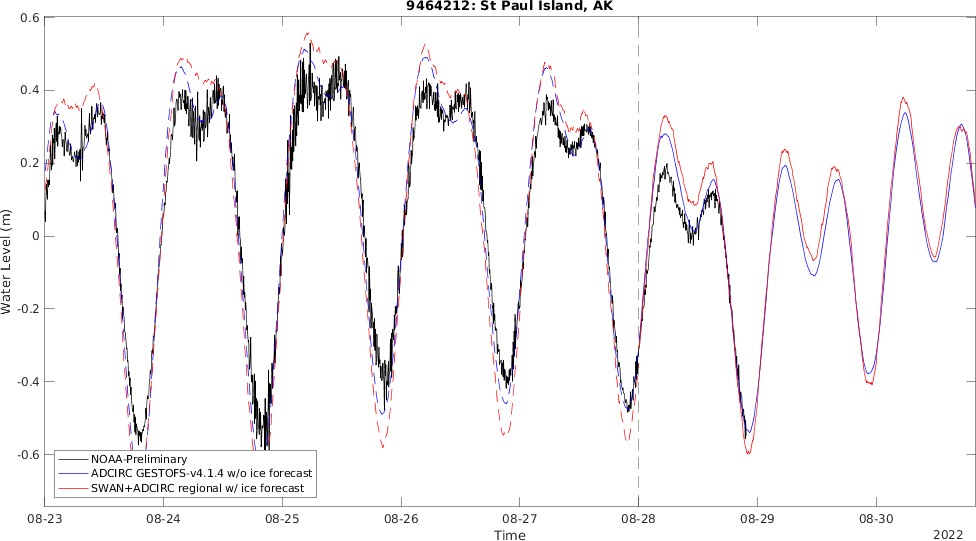 9464212: St Paul Island, AK
Water Level (m)
0.6
0.4
0.2
0
-0.2
-0.4
-0.6
NOAA-Preliminary
ADCIRC GESTOFS-v4.1.4 w/o ice forecast
SWAN+ADCIRC regional w/ ice forecast
08-23 08-24 08-25 08-26 08-27 08-28 08-29 08-30
Time
2022